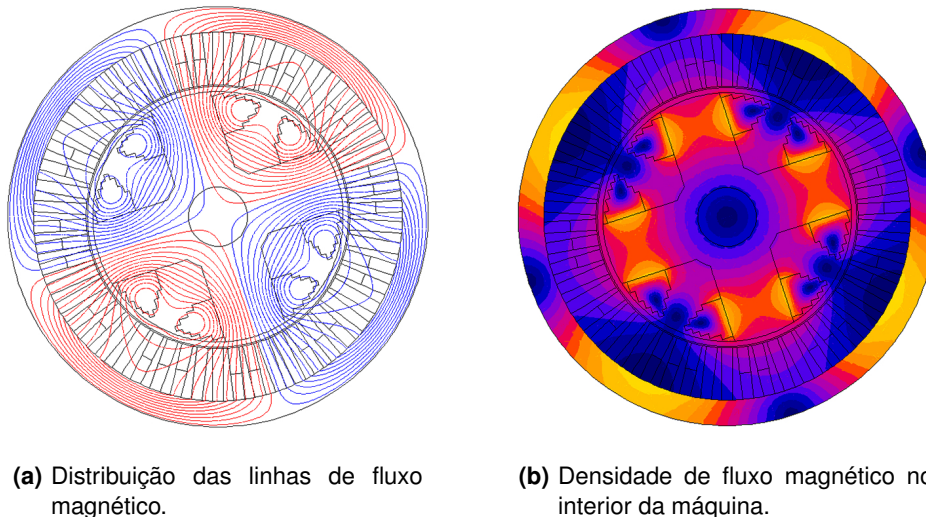 (a) Distribuição das linhas de fluxo
magnético.
(b) Densidade de fluxo magnético no
interior da máquina.